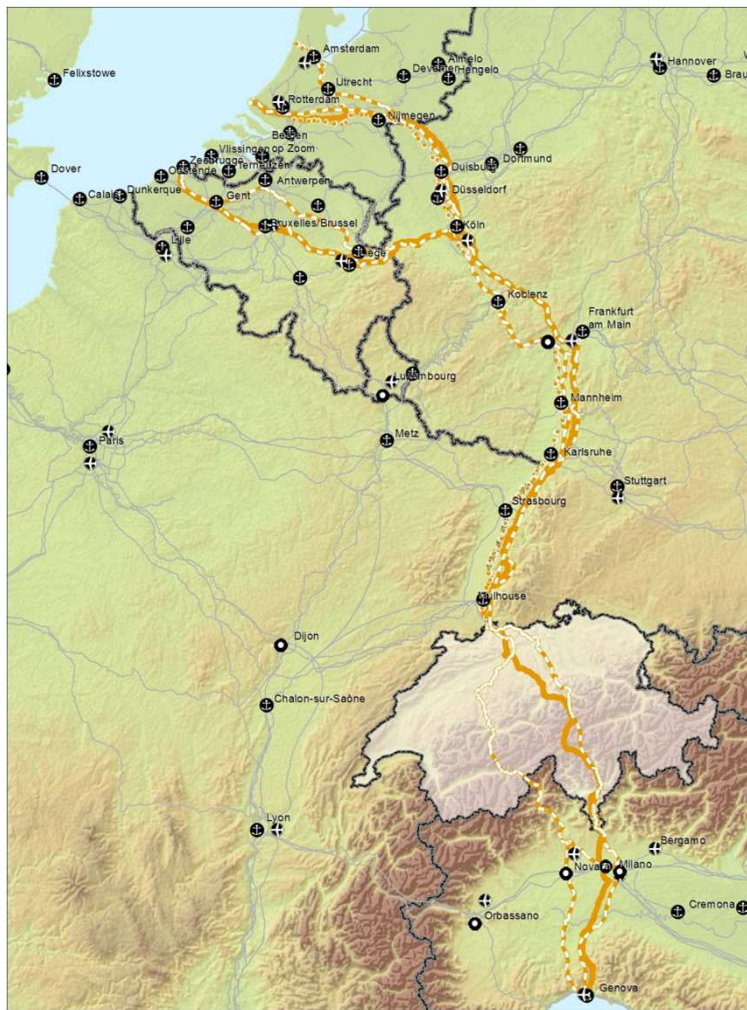 Amsterdam
Almelo
Hannover
Felixstowe
Deventer
Hengelo
Utrecht
Rotterdam
Nijmegen
Bergen
op Zoom
Vlissingen
Dortmund
Zeebrugge
Terneuzen
Duisburg
Dover
Oostende
Antwerpen
Calais
Dunkerque
Düsseldorf
Gent
Bruxelles/Brussel
Köln
Lille
Liège
Koblenz
Frankfurt
am Main
Luxembourg
Mannheim
Paris
Metz
Karlsruhe
Stuttgart
Strasbourg
Mulhouse
Dijon
Chalon-sur-Saône
Lyon
Bergamo
Novara
Milano
Cremona
Orbassano
Genova